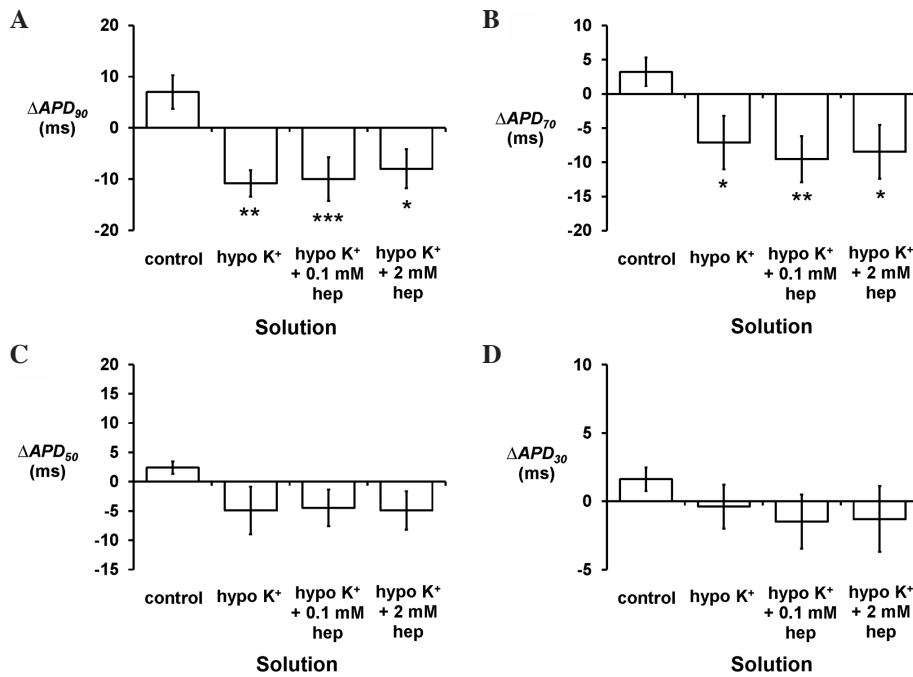 A
20
10
0
-10
-20
ΔAPD90
(ms)
**
***
*
control
hypo K+
hypo K+
+ 0.1 mM
hep
hypo K+
+ 2 mM
hep
Solution
B
10
5
0
-5
-10
-15
-20
ΔAPD70
(ms)
*
**
*
control
hypo K+
hypo K+
+ 0.1 mM
hep
hypo K+
+ 2 mM
hep
Solution
C
20
15
10
5
0
-5
-10
-15
ΔAPD50
(ms)
control
hypo K+
hypo K+
+ 0.1 mM
hep
hypo K+
+ 2 mM
hep
Solution
D
10
5
0
-5
ΔAPD30
(ms)
control
hypo K+
hypo K+
+ 0.1 mM
hep
hypo K+
+ 2 mM
hep
Solution